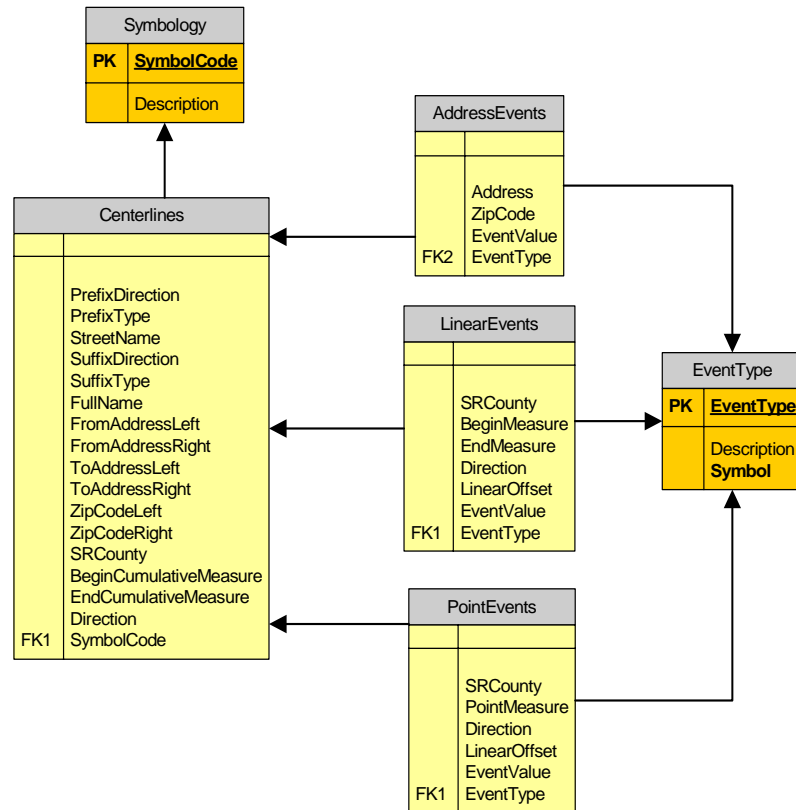 Symbology
PK SymbolCode
Description
Centerlines
PrefixDirection
PrefixType
StreetName
SuffixDirection
SuffixType
FullName
FromAddressLeft
FromAddressRight
ToAddressLeft
ToAddressRight
ZipCodeLeft
ZipCodeRight
SRCounty
BeginCumulativeMeasure
EndCumulativeMeasure
Direction
FK1 SymbolCode
AddressEvents
Address
ZipCode
EventValue
FK2 EventType
LinearEvents
SRCounty
BeginMeasure
EndMeasure
Direction
LinearOffset
EventValue
FK1 EventType
PointEvents
SRCounty
PointMeasure
Direction
LinearOffset
EventValue
FK1 EventType
EventType
PK EventType
Description
Symbol